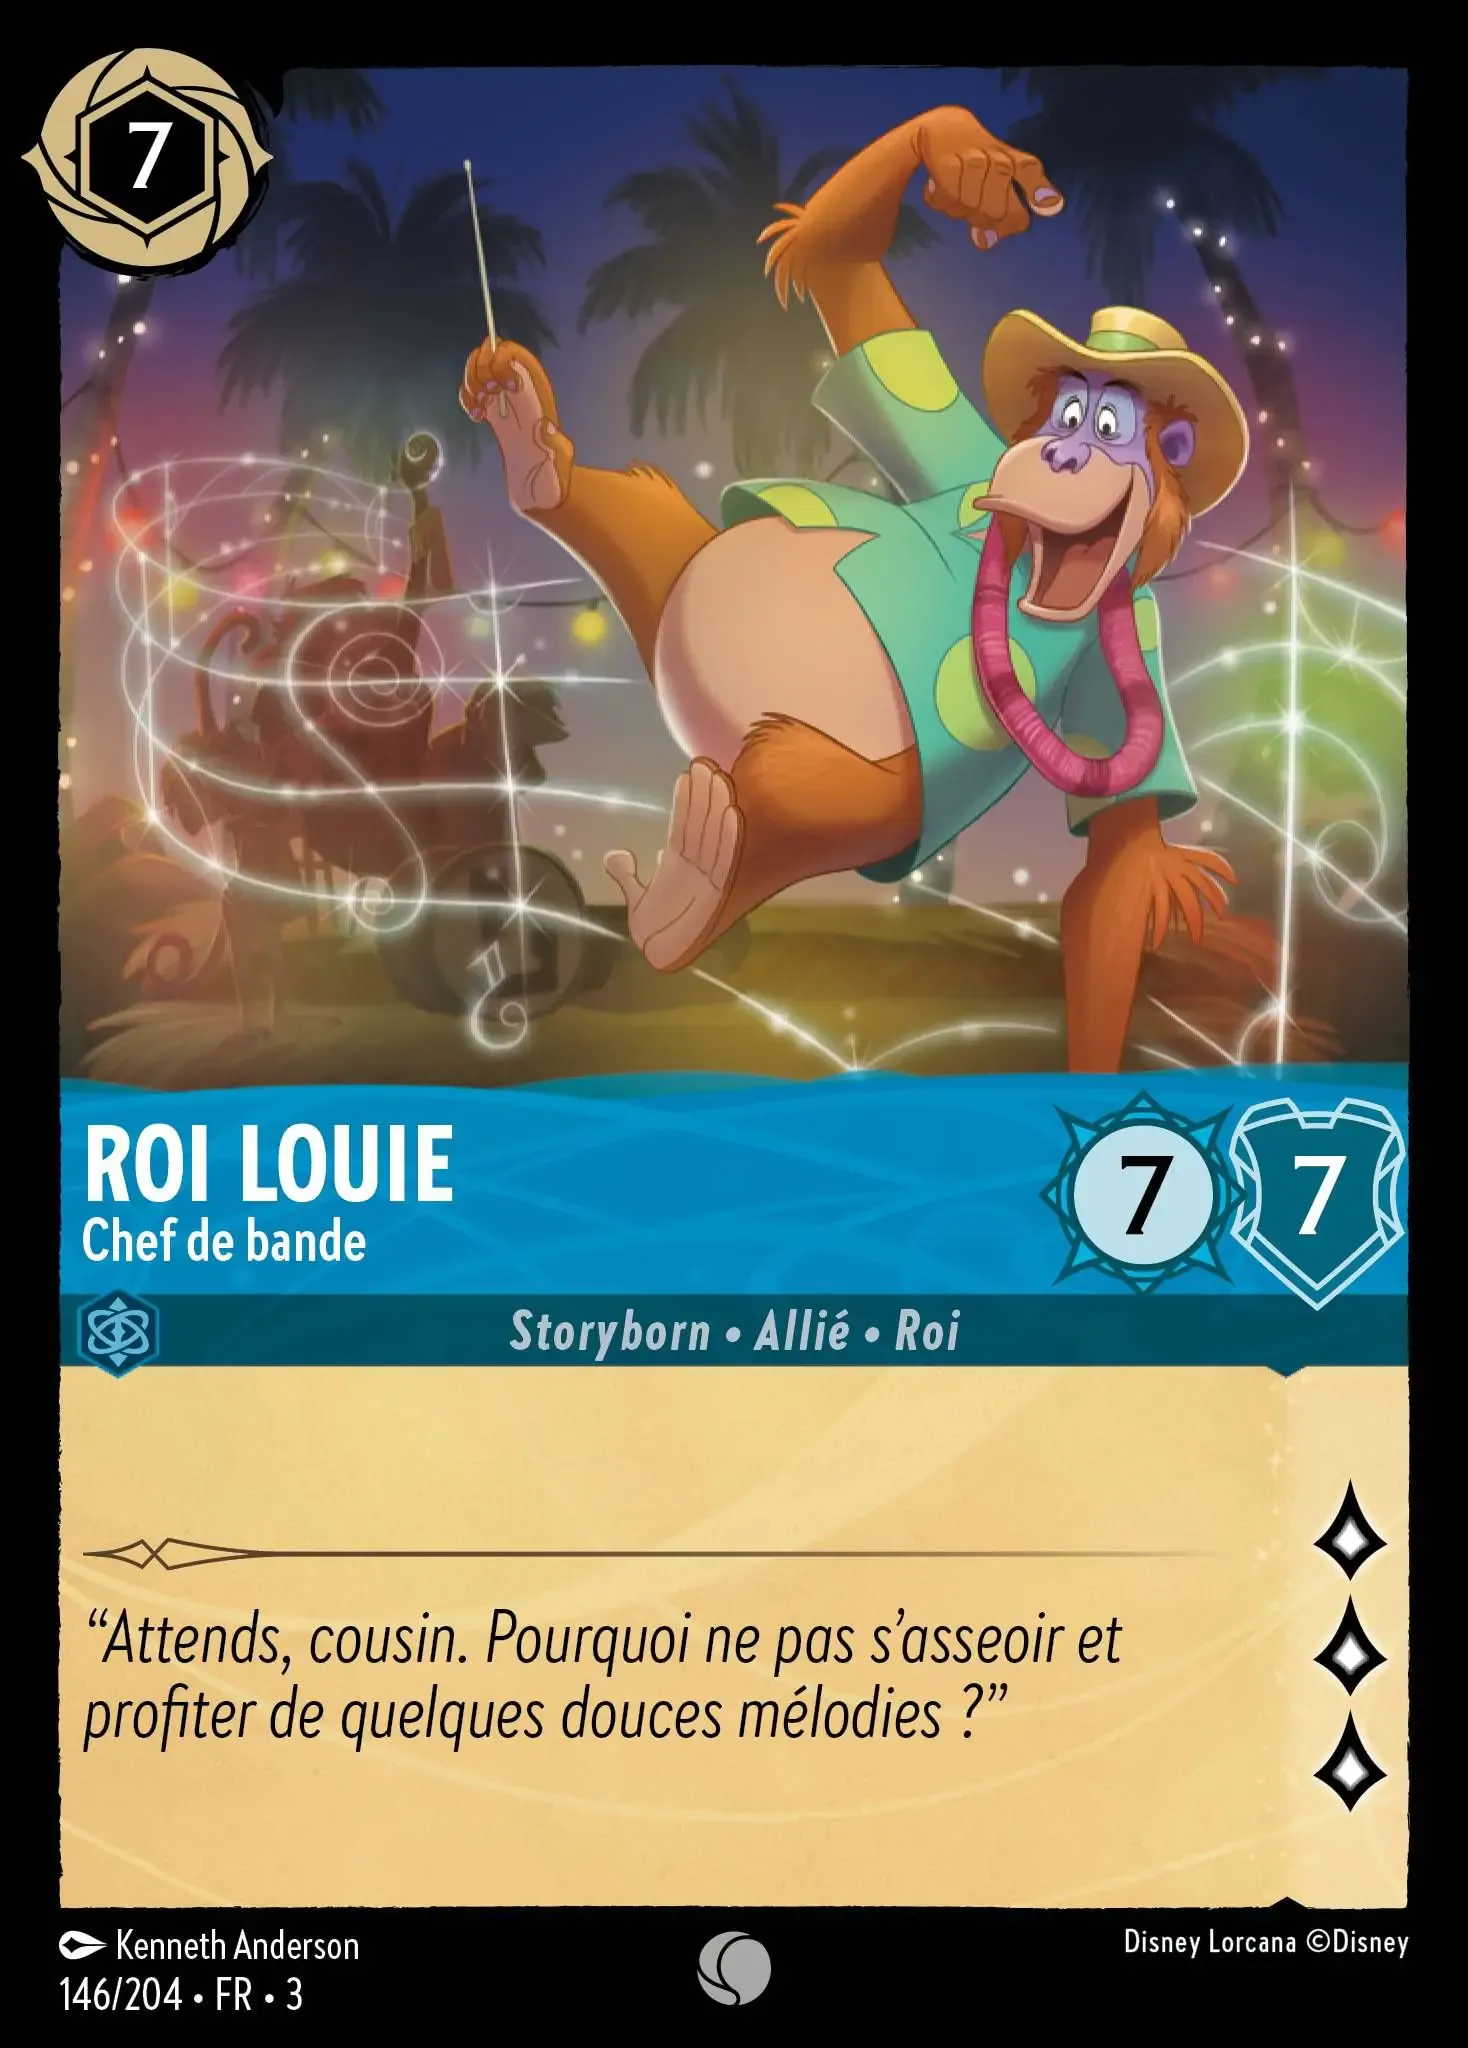 7
ROI LOUIE
Chef de bande
7 7
Storyborn • Allié • Roi
“Attends, cousin. Pourquoi ne pas s’asseoir et
profiter de quelques douces mélodies ?”
Kenneth Anderson
Disney Lorcana ©Disney
146/204 • FR • 3